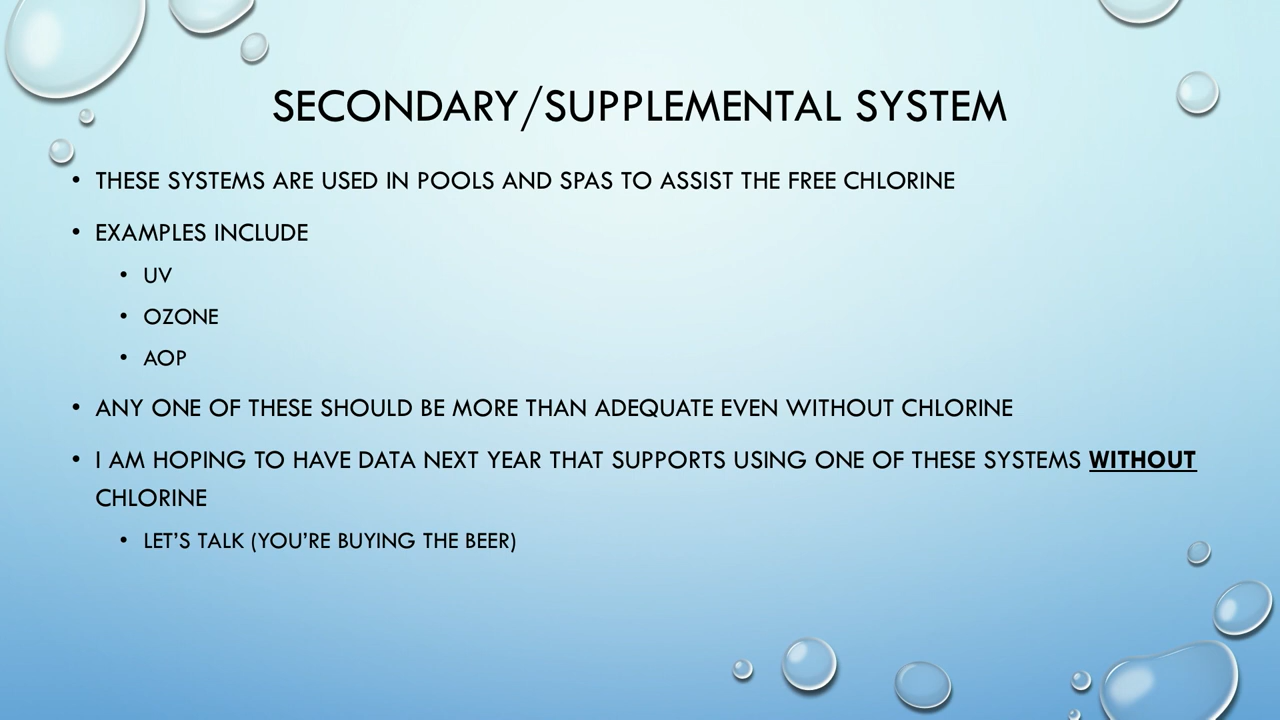 SECONDARY/SUPPLEMENTAL SYSTEM
• THESE SYSTEMS ARE USED IN POOLS AND SPAS TO ASSIST THE FREE CHLORINE
• EXAMPLES INCLUDE
• UV
• OZONE
• AOP
• ANY ONE OF THESE SHOULD BE MORE THAN ADEQUATE EVEN WITHOUT CHLORINE
• I AM HOPING TO HAVE DATA NEXT YEAR THAT SUPPORTS USING ONE OF THESE SYSTEMS WITHOUT
CHLORINE
• LET’S TALK (YOU’RE BUYING THE BEER)